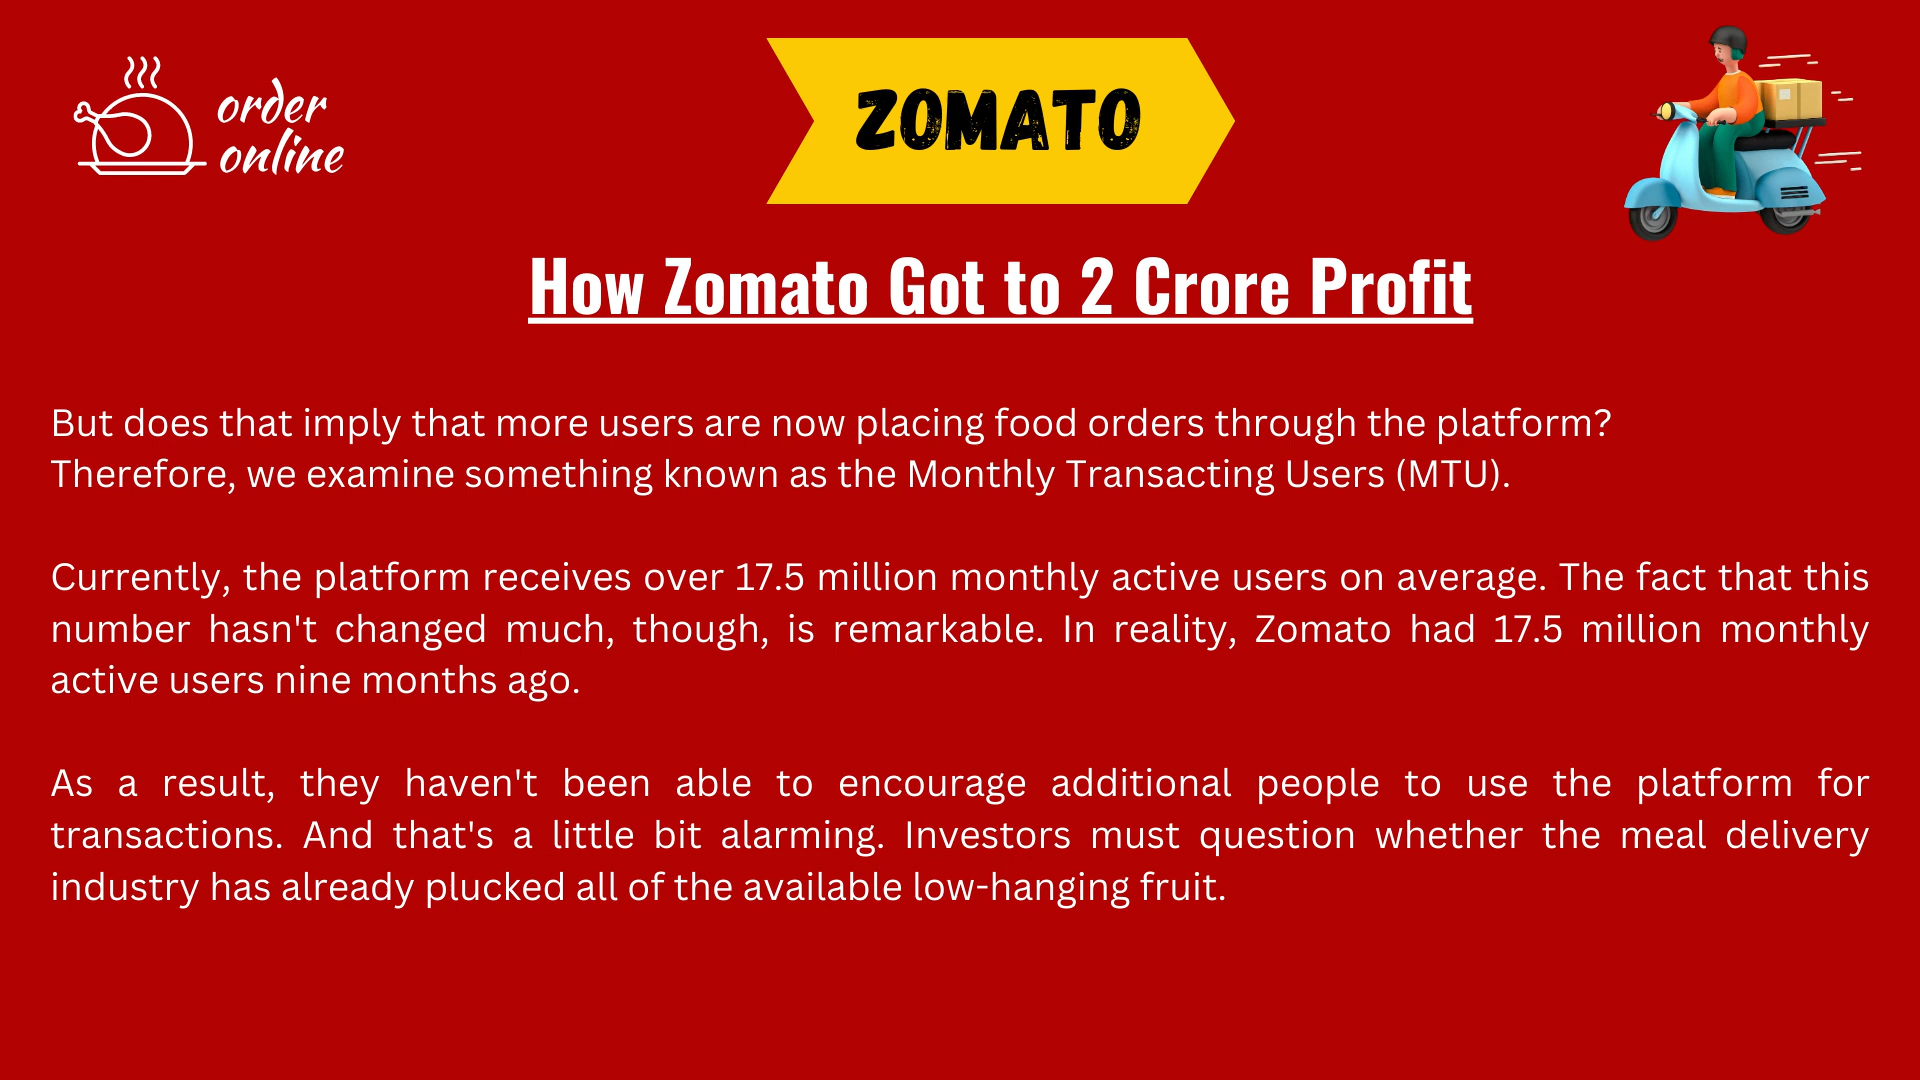 order
online
ZOMATO
How Zomato Got to 2 Crore Profit
But does that imply that more users are now placing food orders through the platform?
Therefore, we examine something known as the Monthly Transacting Users (MTU).
Currently, the platform receives over 17.5 million monthly active users on average. The fact that this
number hasn't changed much, though, is remarkable. In reality, Zomato had 17.5 million monthly
active users nine months ago.
As a result, they haven't been able to encourage additional people to use the platform for
transactions. And that's a little bit alarming. Investors must question whether the meal delivery
industry has already plucked all of the available low-hanging fruit.